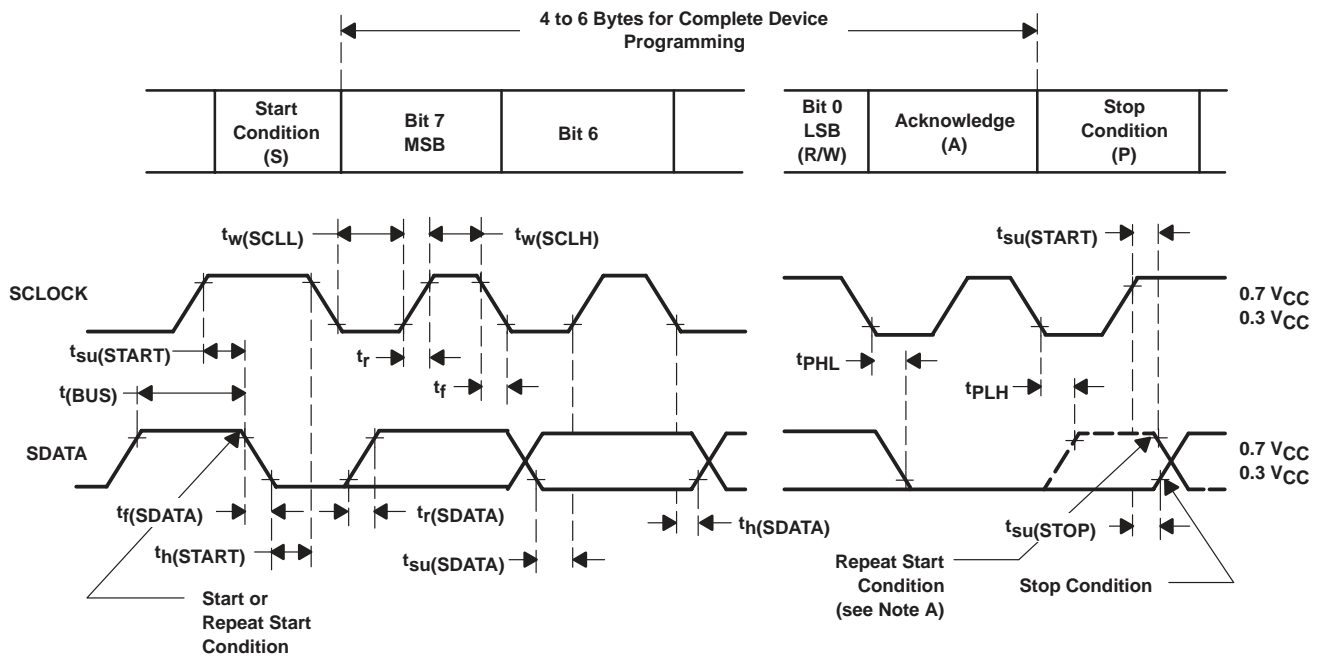 4 to 6 Bytes for Complete Device
Programming
Start
Condition
(S)
Bit 7
MSB
Bit 6
Bit 0
LSB
(R/W)
Acknowledge
(A)
Stop
Condition
(P)
tw(SCLL)
tw(SCLH)
tsu(START)
SCLOCK
0.7 VCC
0.3 VCC
tsu(START)
tr
tPHL
t(BUS)
tf
tPLH
SDATA
0.7 VCC
0.3 VCC
tf(SDATA)
tr(SDATA)
th(SDATA)
tsu(STOP)
th(START)
tsu(SDATA)
Repeat Start
Condition
(see Note A)
Stop Condition
Start or
Repeat Start
Condition